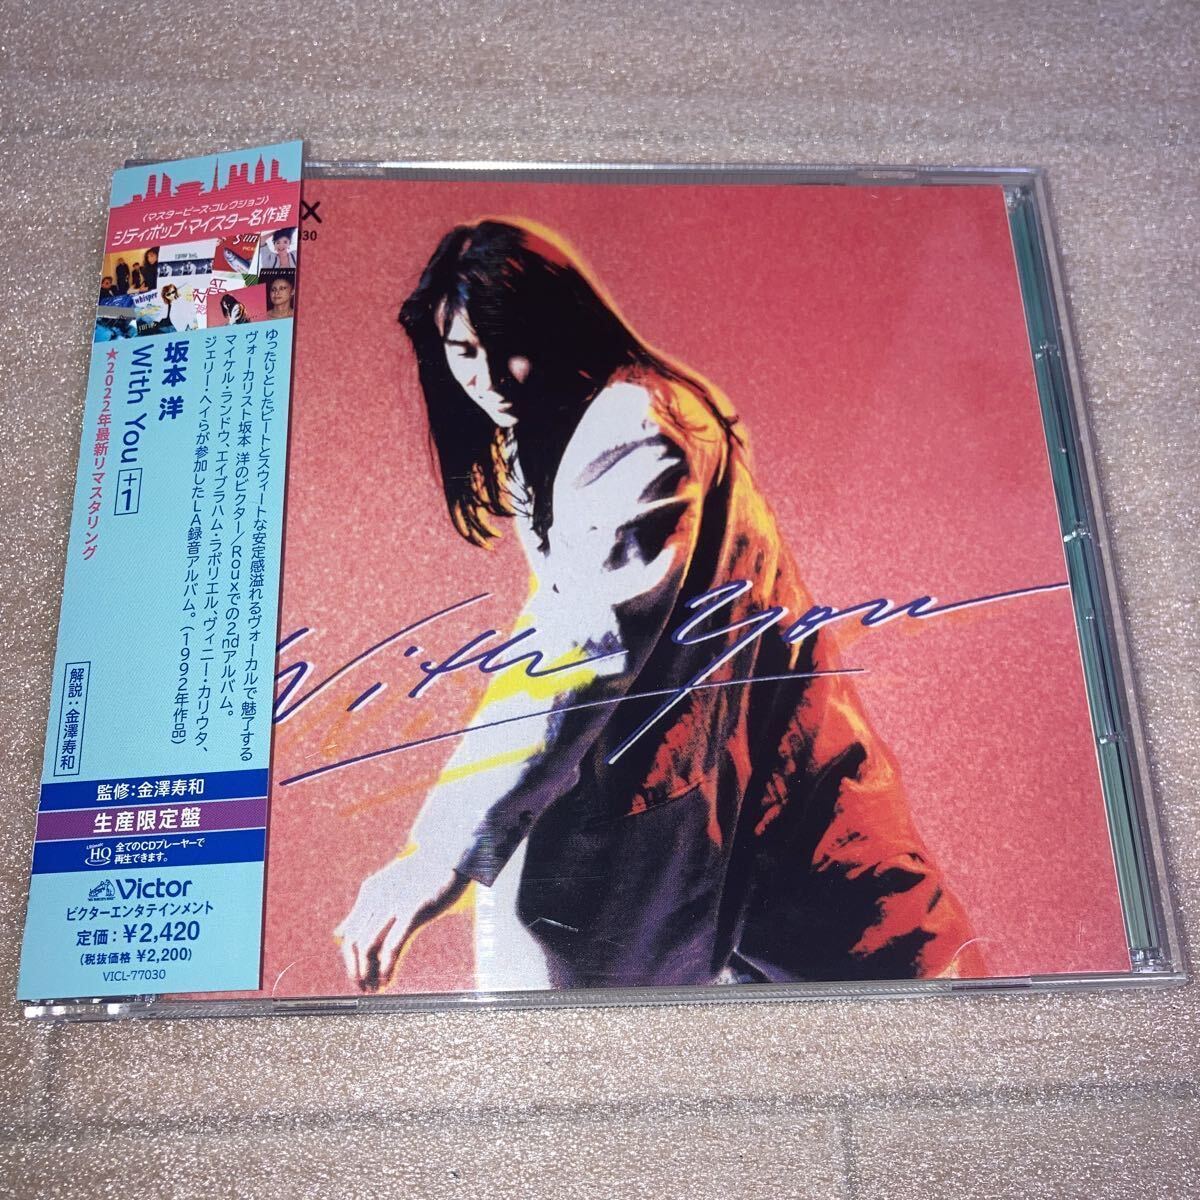 〈マスターピース・コレクション〉
シティポップ・マイスター名作選
whisper
坂本 洋
With You +1
★2022年最新リマスタリング
ゆったりとしたビートとスウィートな安定感溢れるヴォーカルで魅了する
ヴォーカリスト坂本 洋のビクター/Rouxでの2ndアルバム。
マイケル・ランドウ、エイブラハム・ラボリエル、ヴィニー・カリウタ、
ジェリー・ヘイらが参加したLA録音アルバム。(1992年作品)
解説:金澤寿和
監修:金澤寿和
生産限定盤
Ultimate HQ
全てのCDプレーヤーで
再生できます。
Victor
ビクターエンタテインメント
定価:¥2,420
(税抜価格 ¥2,200)
VICL-77030
X
30
With You